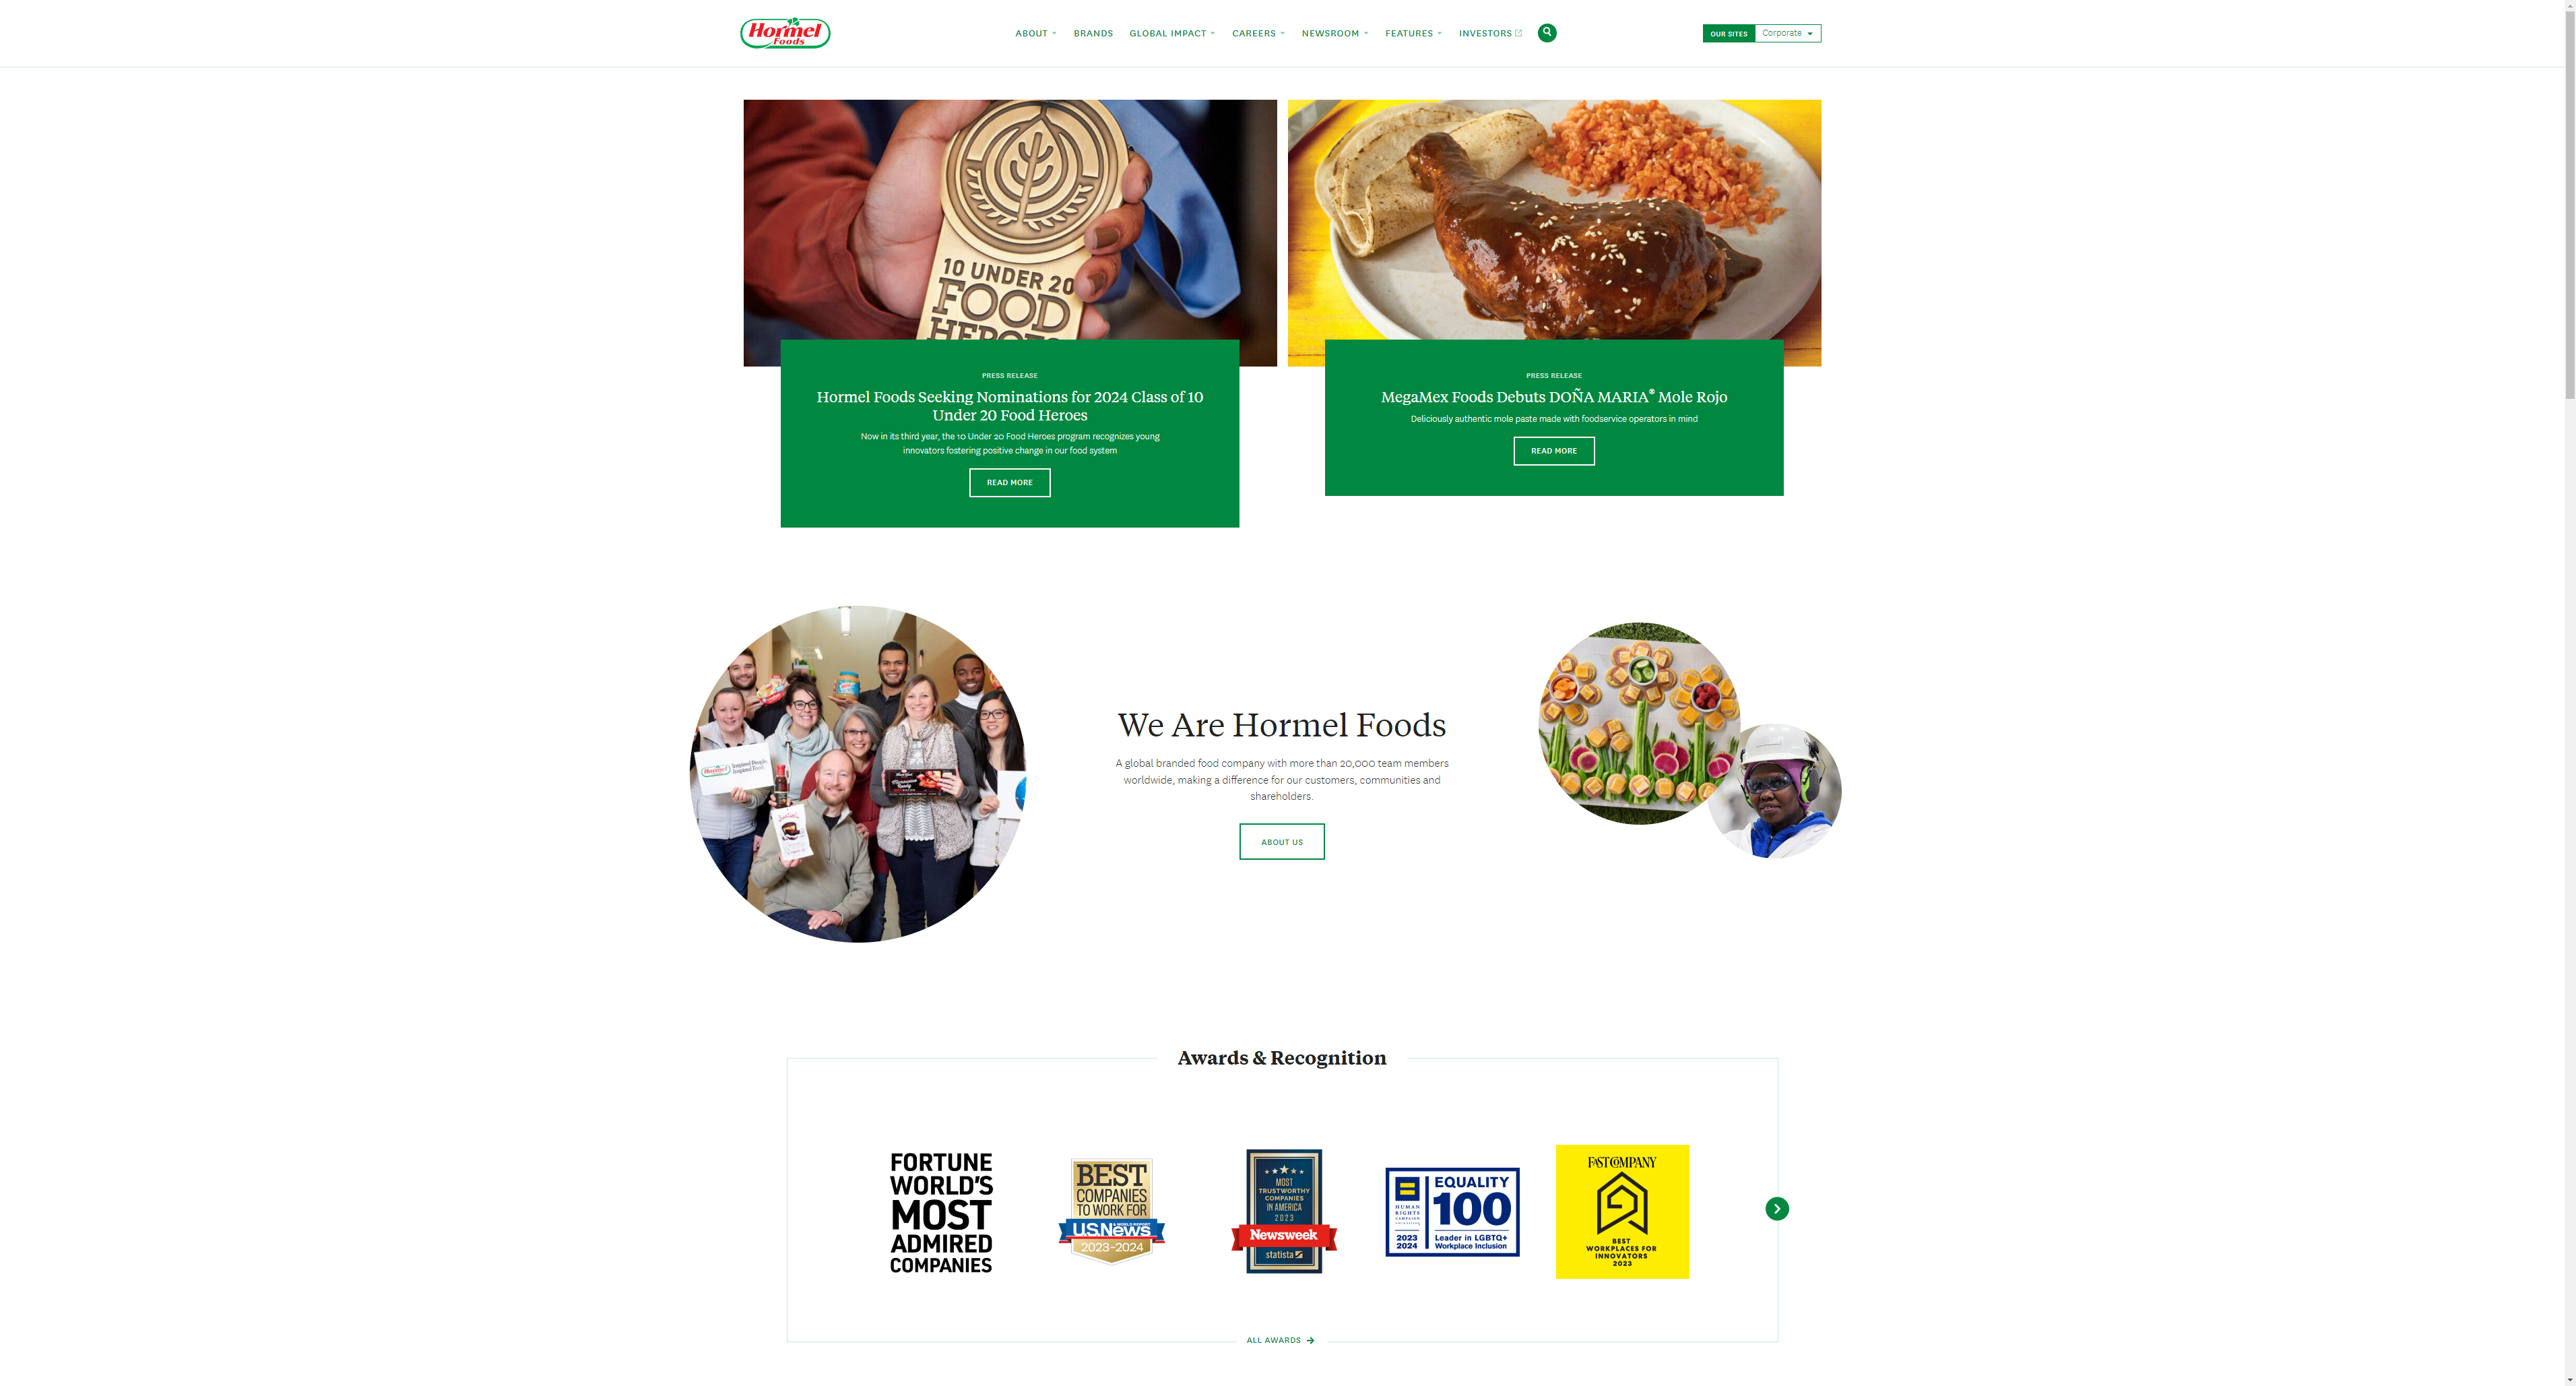 Hormel
Foods
ABOUT
BRANDS
GLOBAL IMPACT
CAREERS
NEWSROOM
FEATURES
INVESTORS
OUR SITES
Corporate
10 UNDER 20
FOOD
HEROES
PRESS RELEASE
Hormel Foods Seeking Nominations for 2024 Class of 10
Under 20 Food Heroes
Now in its third year, the 10 Under 20 Food Heroes program recognizes young
innovators fostering positive change in our food system
READ MORE
PRESS RELEASE
MegaMex Foods Debuts DOÑA MARIA® Mole Rojo
Deliciously authentic mole paste made with foodservice operators in mind
READ MORE
Hormel
Inspired People.
Inspired Food.
We Are Hormel Foods
A global branded food company with more than 20,000 team members
worldwide, making a difference for our customers, communities and
shareholders.
ABOUT US
Awards & Recognition
FORTUNE
WORLD'S
MOST
ADMIRED
COMPANIES
BEST
COMPANIES
TO WORK FOR
U.S.News
& WORLD REPORT
2023-2024
MOST
TRUSTWORTHY
COMPANIES
IN AMERICA
2023
Newsweek
statista
HUMAN
RIGHTS
CAMPAIGN
FOUNDATION
2023
2024
EQUALITY
100
Leader in LGBTQ+
Workplace Inclusion
FAST COMPANY
BEST
WORKPLACES FOR
INNOVATORS
2023
ALL AWARDS